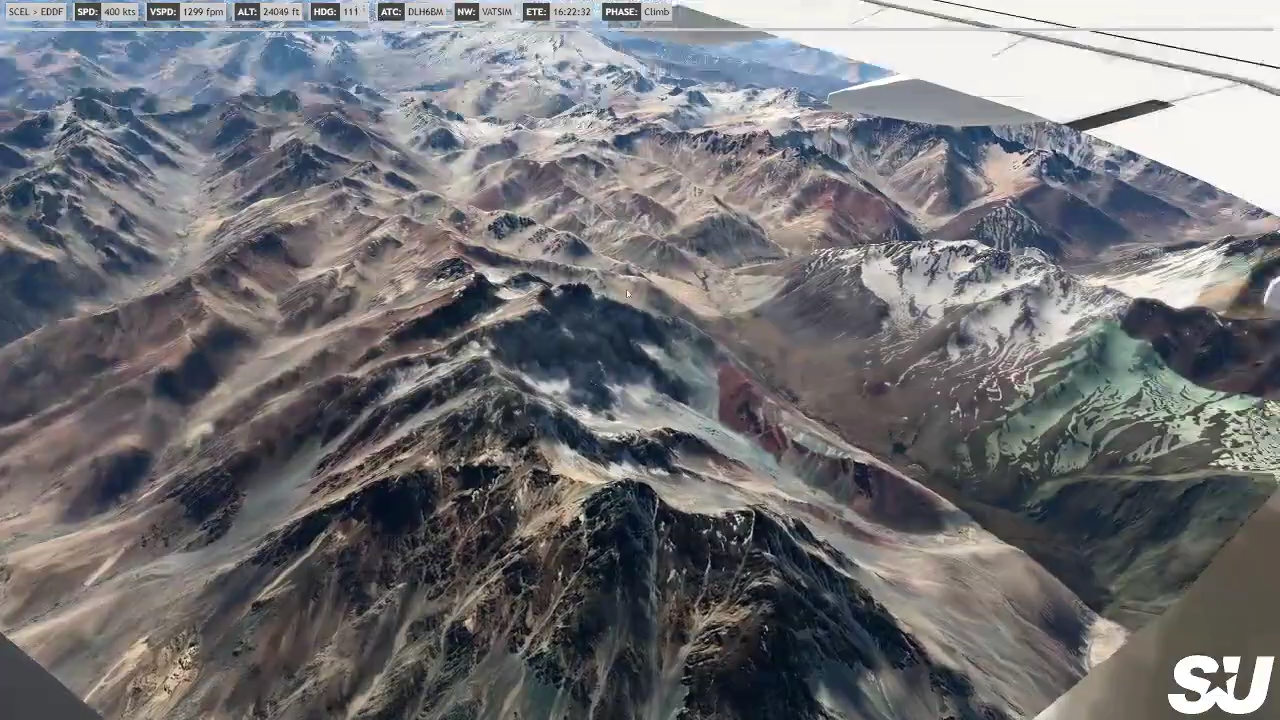 SCEL > EDDF SPD: 400 kts VSPD: 1299 fpm ALT: 24049 ft HDG: 111 ATC: DLH6BM NW: VATSIM ETE: 16:22:32 PHASE: Climb
SU